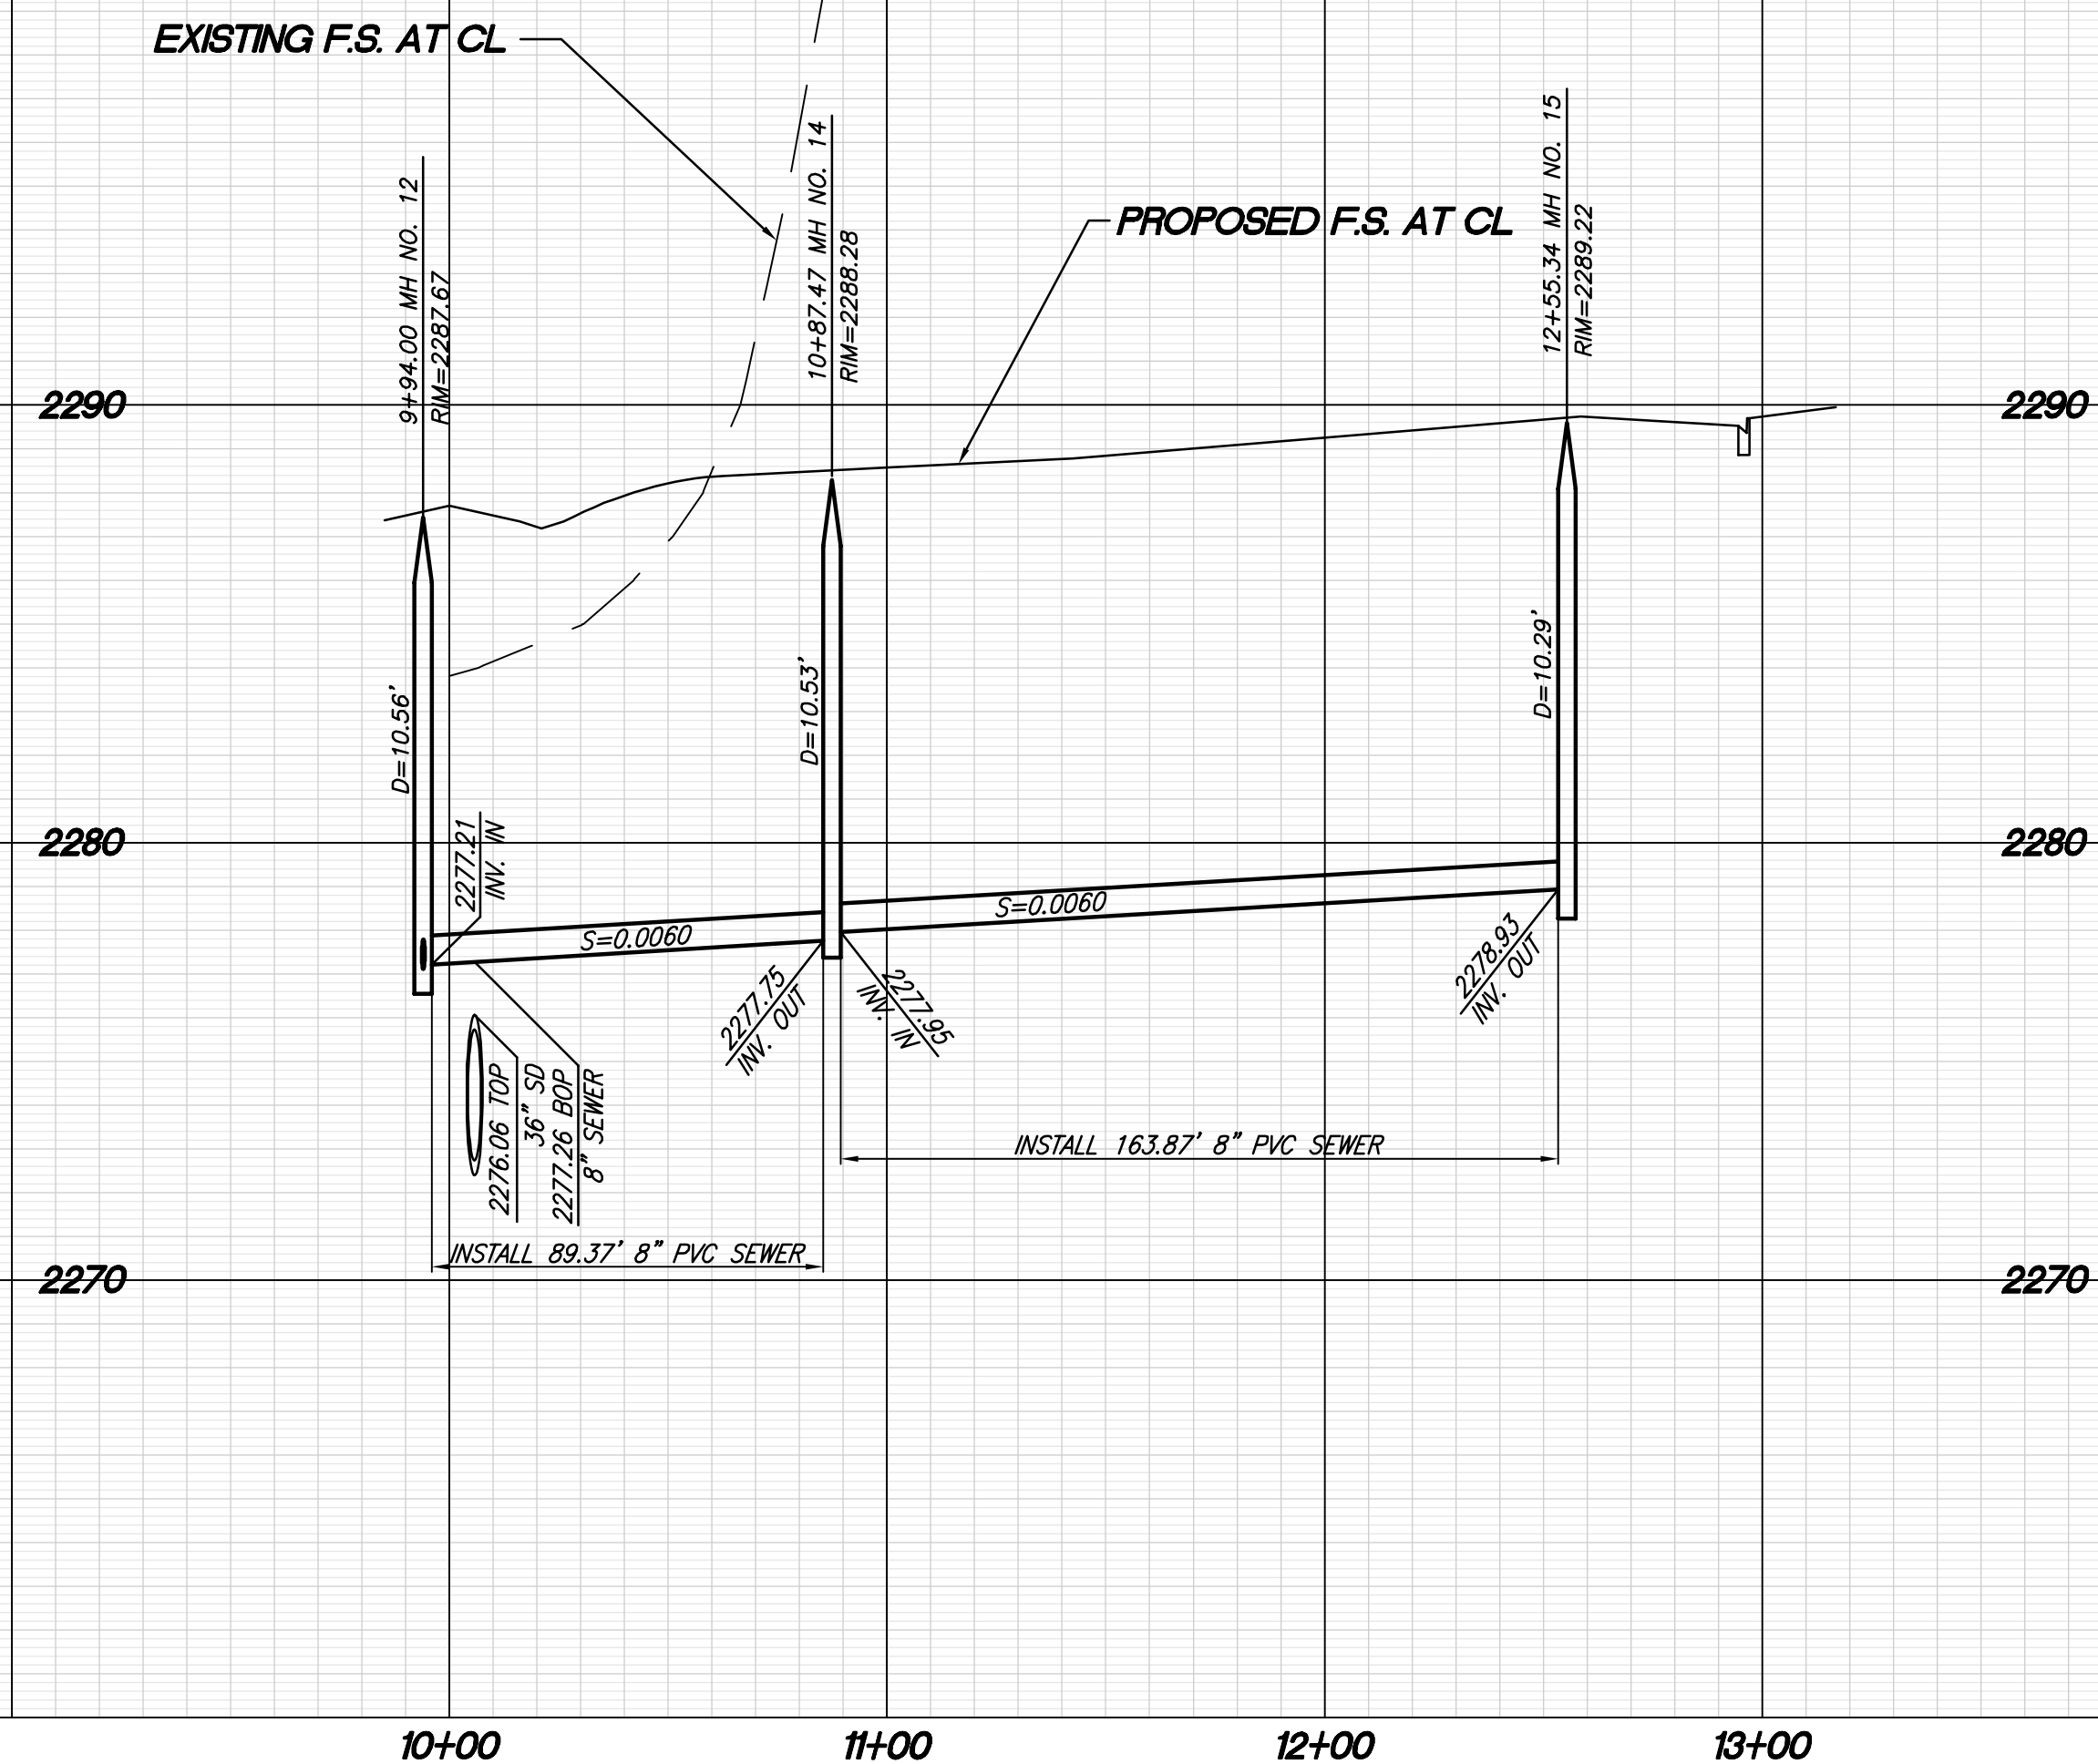 EXISTING F.S. AT CL
9+94.00 MH NO. 12
RIM=2287.67
10+87.47 MH NO. 14
RIM=2288.28
PROPOSED F.S. AT CL
12+55.34 MH NO. 15
RIM=2289.22
2290
2290
D=10.56'
D=10.53'
D=10.29'
2280
2280
2277.21
INV. IN
S=0.0060
S=0.0060
2277.75
INV. OUT
2277.95
INV. IN
2278.93
INV. OUT
2276.06 TOP
36" SD
2277.26 BOP
8" SEWER
INSTALL 163.87' 8" PVC SEWER
INSTALL 89.37' 8" PVC SEWER
2270
2270
10+00
11+00
12+00
13+00